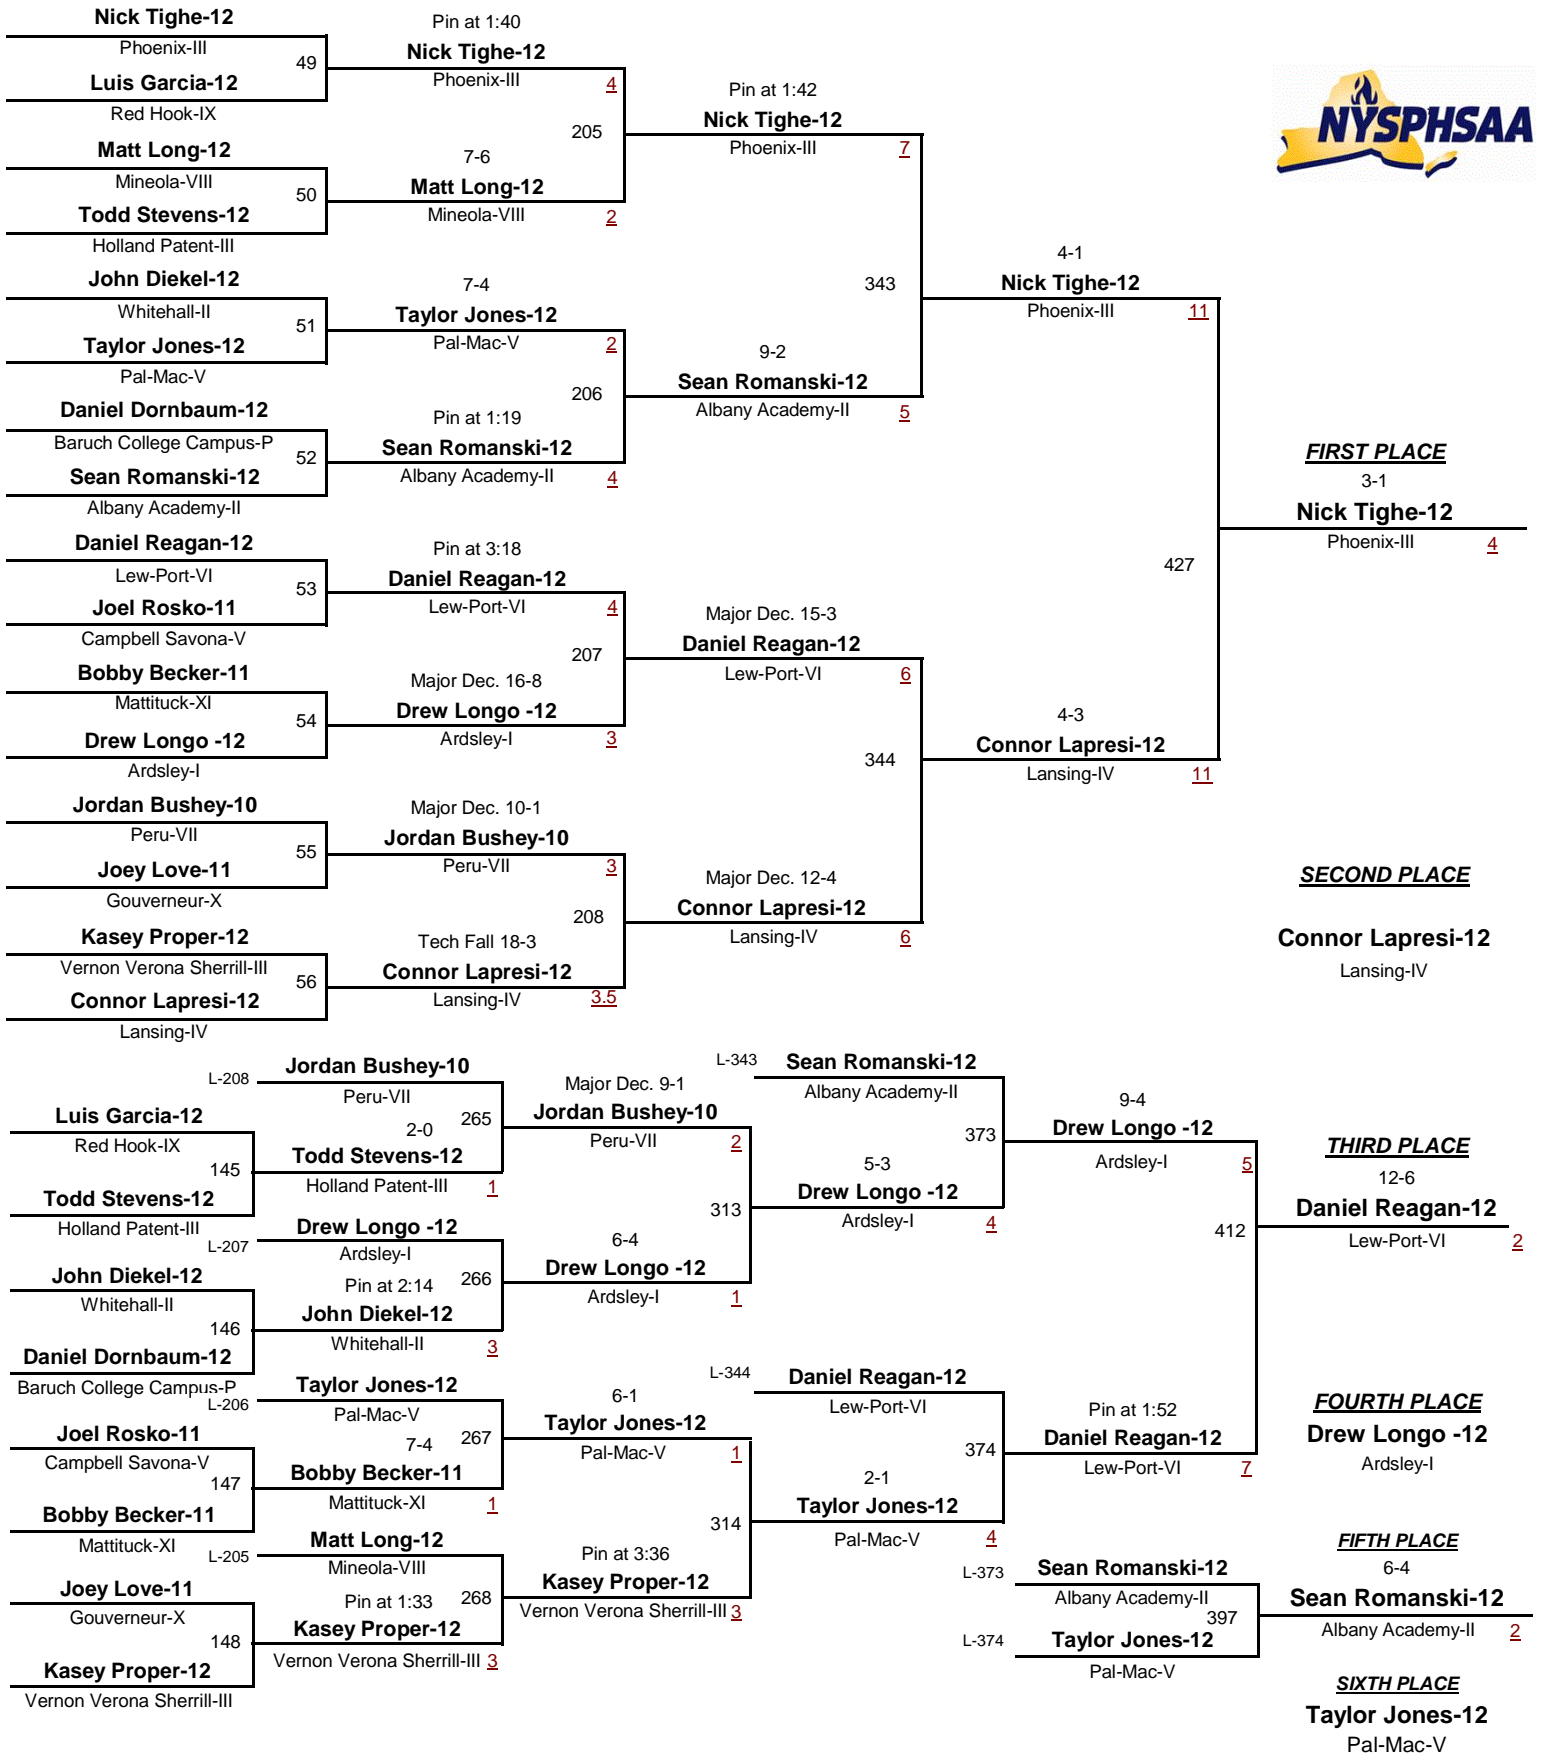 Nick Tighe-12
Phoenix-III
49
Luis Garcia-12
Red Hook-IX
Matt Long-12
Mineola-VIII
50
Todd Stevens-12
Holland Patent-III
John Diekel-12
Whitehall-II
51
Taylor Jones-12
Pal-Mac-V
Daniel Dornbaum-12
Baruch College Campus-P
52
Sean Romanski-12
Albany Academy-II
Daniel Reagan-12
Lew-Port-VI
53
Joel Rosko-11
Campbell Savona-V
Bobby Becker-11
Mattituck-XI
54
Drew Longo -12
Ardsley-I
Jordan Bushey-10
Peru-VII
55
Joey Love-11
Gouverneur-X
Kasey Proper-12
Vernon Verona Sherrill-III
56
Connor Lapresi-12
Lansing-IV
Pin at 1:40
Nick Tighe-12
Phoenix-III
4
205
7-6
Matt Long-12
Mineola-VIII
2
7-4
Taylor Jones-12
Pal-Mac-V
2
206
Pin at 1:19
Sean Romanski-12
Albany Academy-II
4
Pin at 3:18
Daniel Reagan-12
Lew-Port-VI
4
207
Major Dec. 16-8
Drew Longo -12
Ardsley-I
3
Major Dec. 10-1
Jordan Bushey-10
Peru-VII
3
208
Tech Fall 18-3
Connor Lapresi-12
Lansing-IV
3.5
Pin at 1:42
Nick Tighe-12
Phoenix-III
7
343
9-2
Sean Romanski-12
Albany Academy-II
5
Major Dec. 15-3
Daniel Reagan-12
Lew-Port-VI
6
344
Major Dec. 12-4
Connor Lapresi-12
Lansing-IV
6
4-1
Nick Tighe-12
Phoenix-III
11
427
4-3
Connor Lapresi-12
Lansing-IV
11
NYSPHSAA
FIRST PLACE
3-1
Nick Tighe-12
Phoenix-III
4
SECOND PLACE
Connor Lapresi-12
Lansing-IV
Luis Garcia-12
Red Hook-IX
145
Todd Stevens-12
Holland Patent-III
John Diekel-12
Whitehall-II
146
Daniel Dornbaum-12
Baruch College Campus-P
Joel Rosko-11
Campbell Savona-V
147
Bobby Becker-11
Mattituck-XI
Joey Love-11
Gouverneur-X
148
Kasey Proper-12
Vernon Verona Sherrill-III
L-208
Jordan Bushey-10
Peru-VII
265
2-0
Todd Stevens-12
Holland Patent-III
1
L-207
Drew Longo -12
Ardsley-I
266
Pin at 2:14
John Diekel-12
Whitehall-II
3
L-206
Taylor Jones-12
Pal-Mac-V
267
7-4
Bobby Becker-11
Mattituck-XI
1
L-205
Matt Long-12
Mineola-VIII
268
Pin at 1:33
Kasey Proper-12
Vernon Verona Sherrill-III
3
Major Dec. 9-1
Jordan Bushey-10
Peru-VII
2
313
6-4
Drew Longo -12
Ardsley-I
1
6-1
Taylor Jones-12
Pal-Mac-V
1
314
Pin at 3:36
Kasey Proper-12
Vernon Verona Sherrill-III
3
L-343
Sean Romanski-12
Albany Academy-II
373
5-3
Drew Longo -12
Ardsley-I
4
L-344
Daniel Reagan-12
Lew-Port-VI
374
2-1
Taylor Jones-12
Pal-Mac-V
4
9-4
Drew Longo -12
Ardsley-I
5
412
Pin at 1:52
Daniel Reagan-12
Lew-Port-VI
7
THIRD PLACE
12-6
Daniel Reagan-12
Lew-Port-VI
2
FOURTH PLACE
Drew Longo -12
Ardsley-I
L-373
Sean Romanski-12
Albany Academy-II
397
L-374
Taylor Jones-12
Pal-Mac-V
FIFTH PLACE
6-4
Sean Romanski-12
Albany Academy-II
2
SIXTH PLACE
Taylor Jones-12
Pal-Mac-V